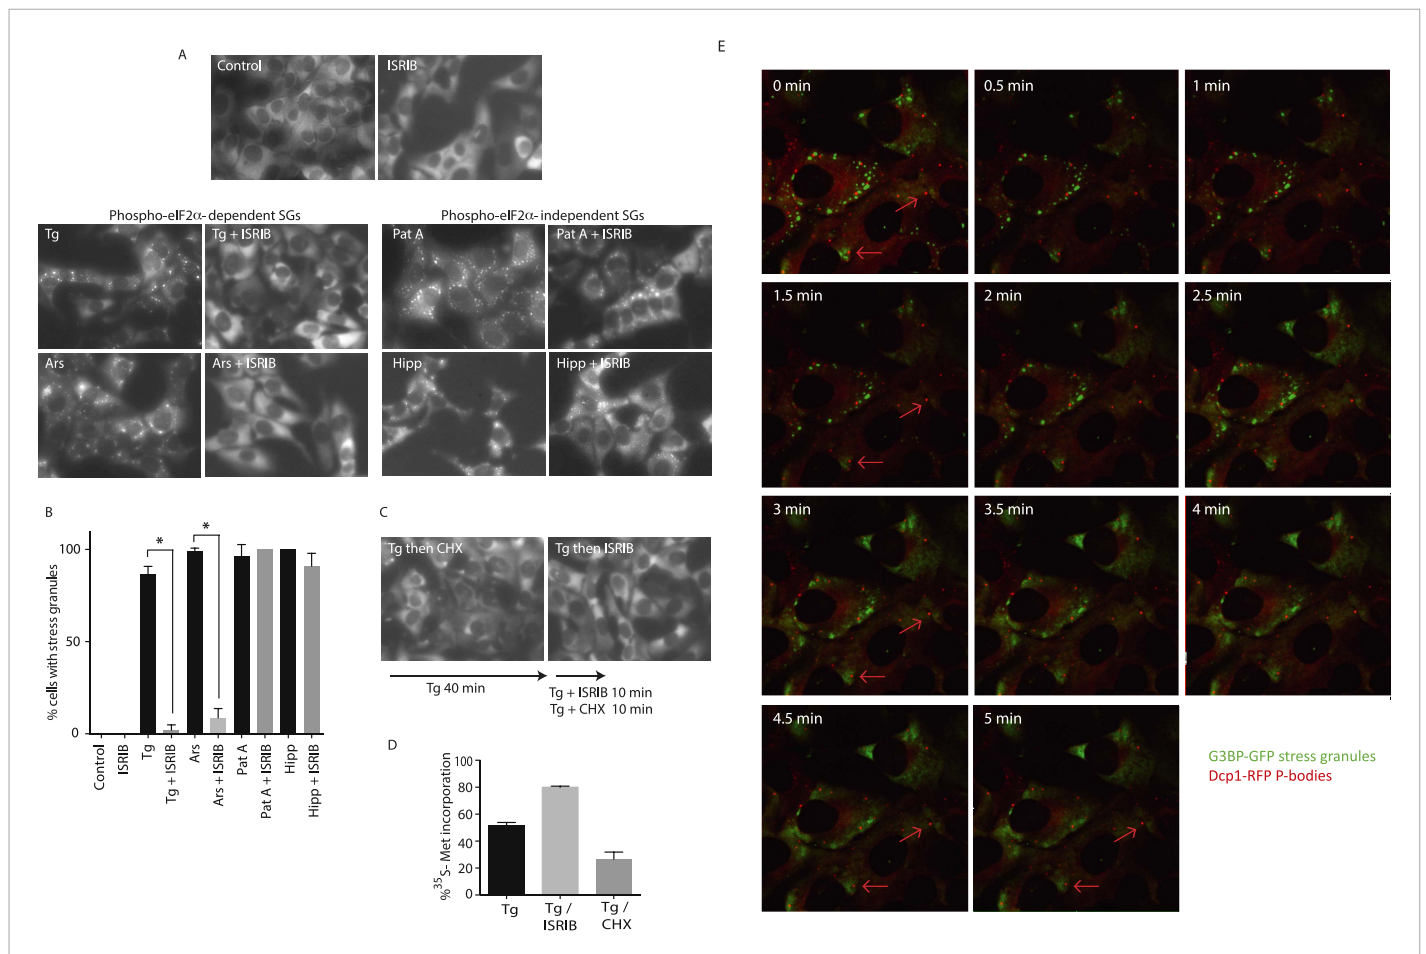 A
Control
ISRIB
Phospho-eIF2α- dependent SGs
Phospho-eIF2α- independent SGs
Tg
Tg + ISRIB
Pat A
Pat A + ISRIB
Ars
Ars + ISRIB
Hipp
Hipp + ISRIB
B
% cells with stress granules
100
50
0
*
*
Control
ISRIB
Tg
Tg + ISRIB
Ars
Ars + ISRIB
Pat A
Pat A + ISRIB
Hipp
Hipp + ISRIB
C
Tg then CHX
Tg then ISRIB
Tg 40 min
Tg + ISRIB 10 min
Tg + CHX 10 min
D
%35S- Met incorporation
100
80
60
40
20
0
Tg
Tg /
ISRIB
Tg /
CHX
E
0 min
0.5 min
1 min
1.5 min
2 min
2.5 min
3 min
3.5 min
4 min
4.5 min
5 min
G3BP-GFP stress granules
Dcp1-RFP P-bodies